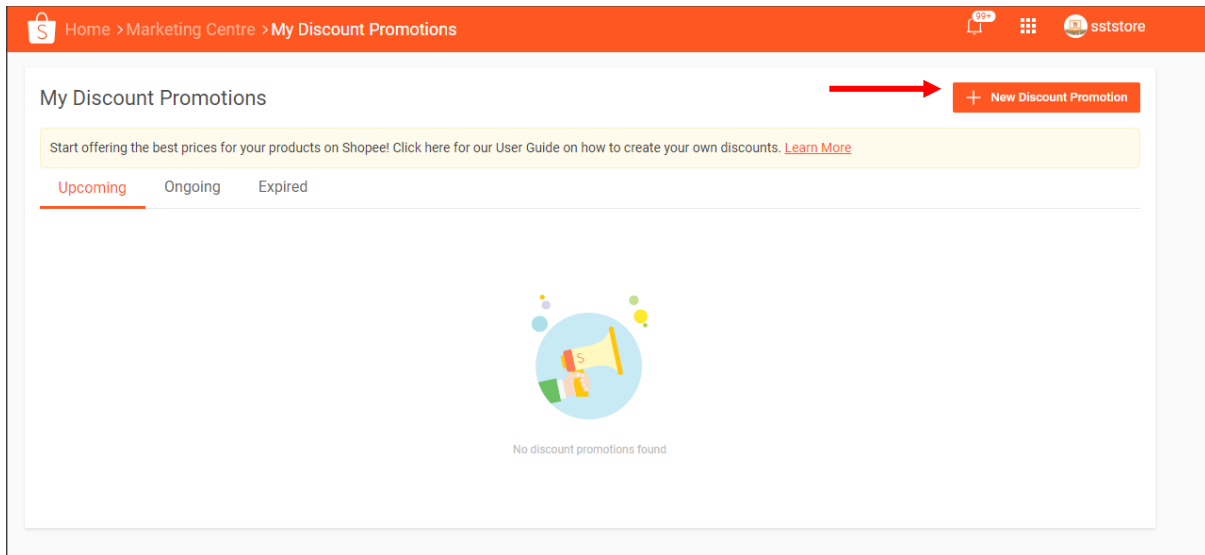 S Home > Marketing Centre > My Discount Promotions 99+ sststore
My Discount Promotions + New Discount Promotion
Start offering the best prices for your products on Shopee! Click here for our User Guide on how to create your own discounts. Learn More
Upcoming Ongoing Expired
S
No discount promotions found